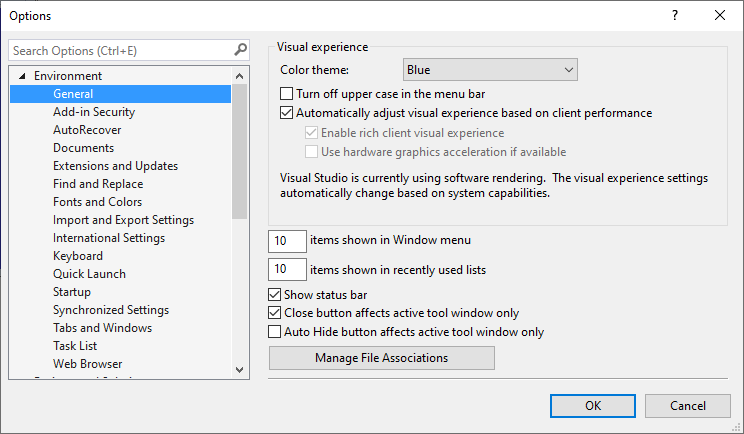 Options
Search Options (Ctrl+E)
Environment
General
Add-in Security
AutoRecover
Documents
Extensions and Updates
Find and Replace
Fonts and Colors
Import and Export Settings
International Settings
Keyboard
Quick Launch
Startup
Synchronized Settings
Tabs and Windows
Task List
Web Browser
Visual experience
Color theme:
Blue
Turn off upper case in the menu bar
Automatically adjust visual experience based on client performance
Enable rich client visual experience
Use hardware graphics acceleration if available
Visual Studio is currently using software rendering. The visual experience settings
automatically change based on system capabilities.
10 items shown in Window menu
10 items shown in recently used lists
Show status bar
Close button affects active tool window only
Auto Hide button affects active tool window only
Manage File Associations
OK
Cancel